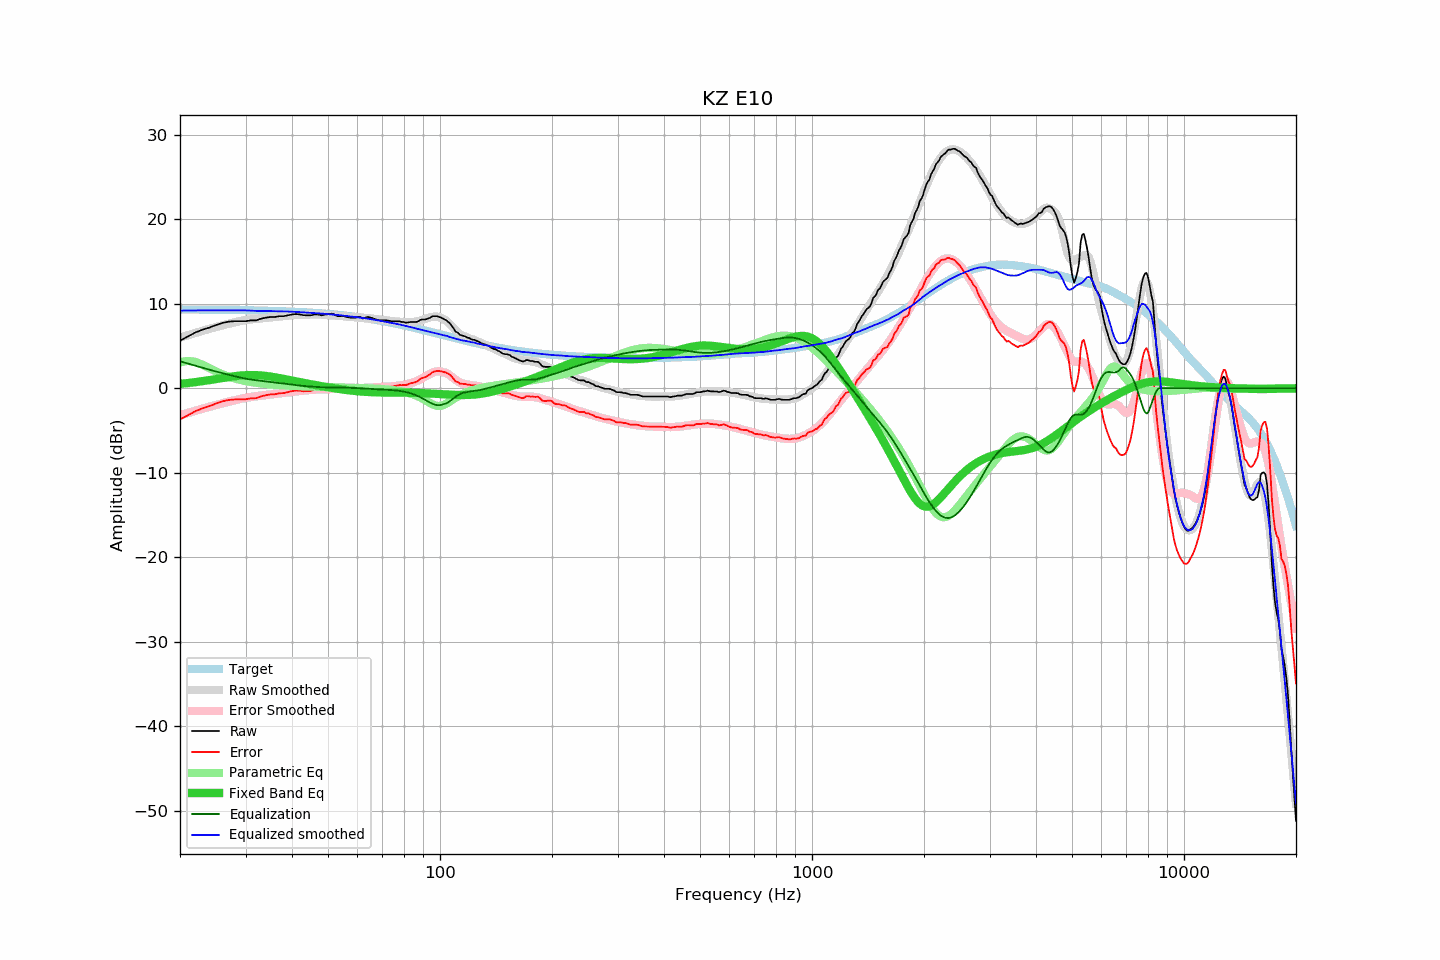 KZ E10
30
20
10
0
−10
−20
−30
−40
−50
Amplitude (dBr)
Target
Raw Smoothed
Error Smoothed
Raw
Error
Parametric Eq
Fixed Band Eq
Equalization
Equalized smoothed
100
1000
10000
Frequency (Hz)